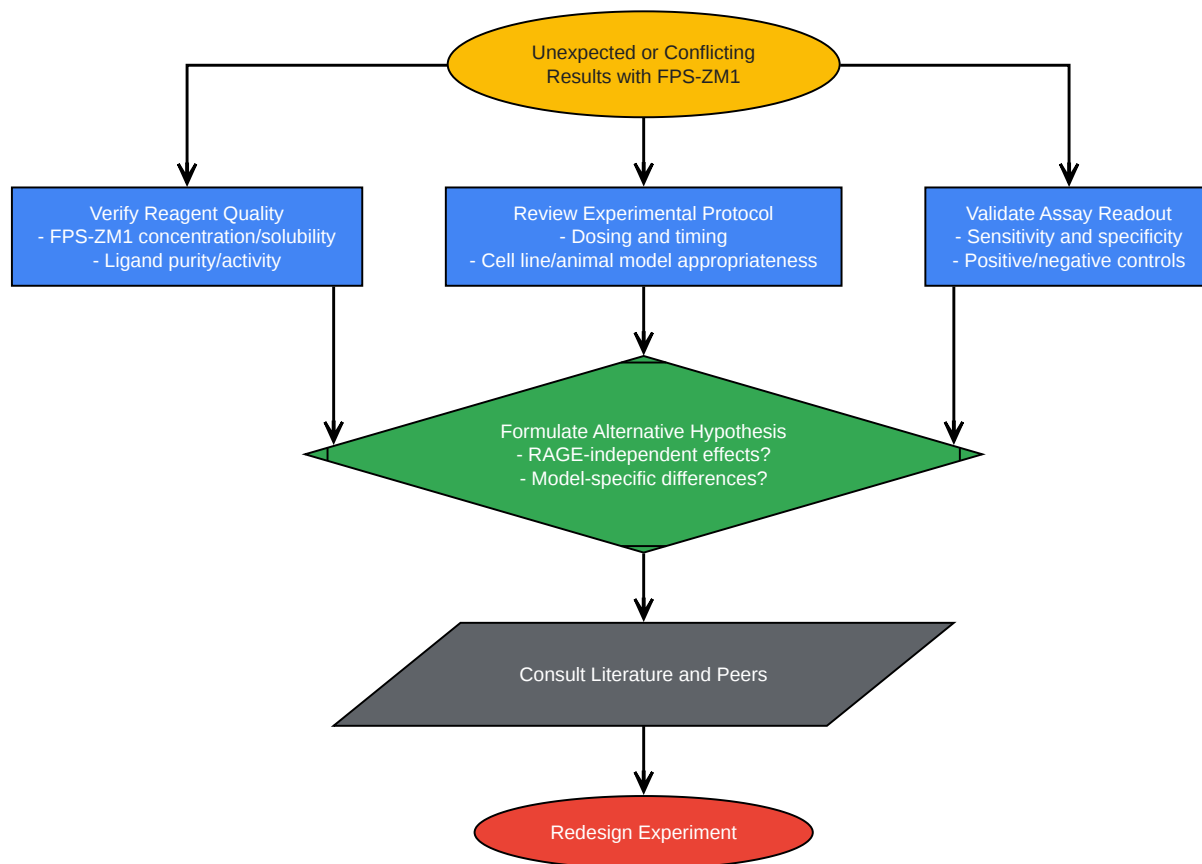 Unexpected or Conflicting
Results with FPS-ZM1
Verify Reagent Quality
- FPS-ZM1 concentration/solubility
- Ligand purity/activity
Review Experimental Protocol
- Dosing and timing
- Cell line/animal model appropriateness
Validate Assay Readout
- Sensitivity and specificity
- Positive/negative controls
Formulate Alternative Hypothesis
- RAGE-independent effects?
- Model-specific differences?
Consult Literature and Peers
Redesign Experiment